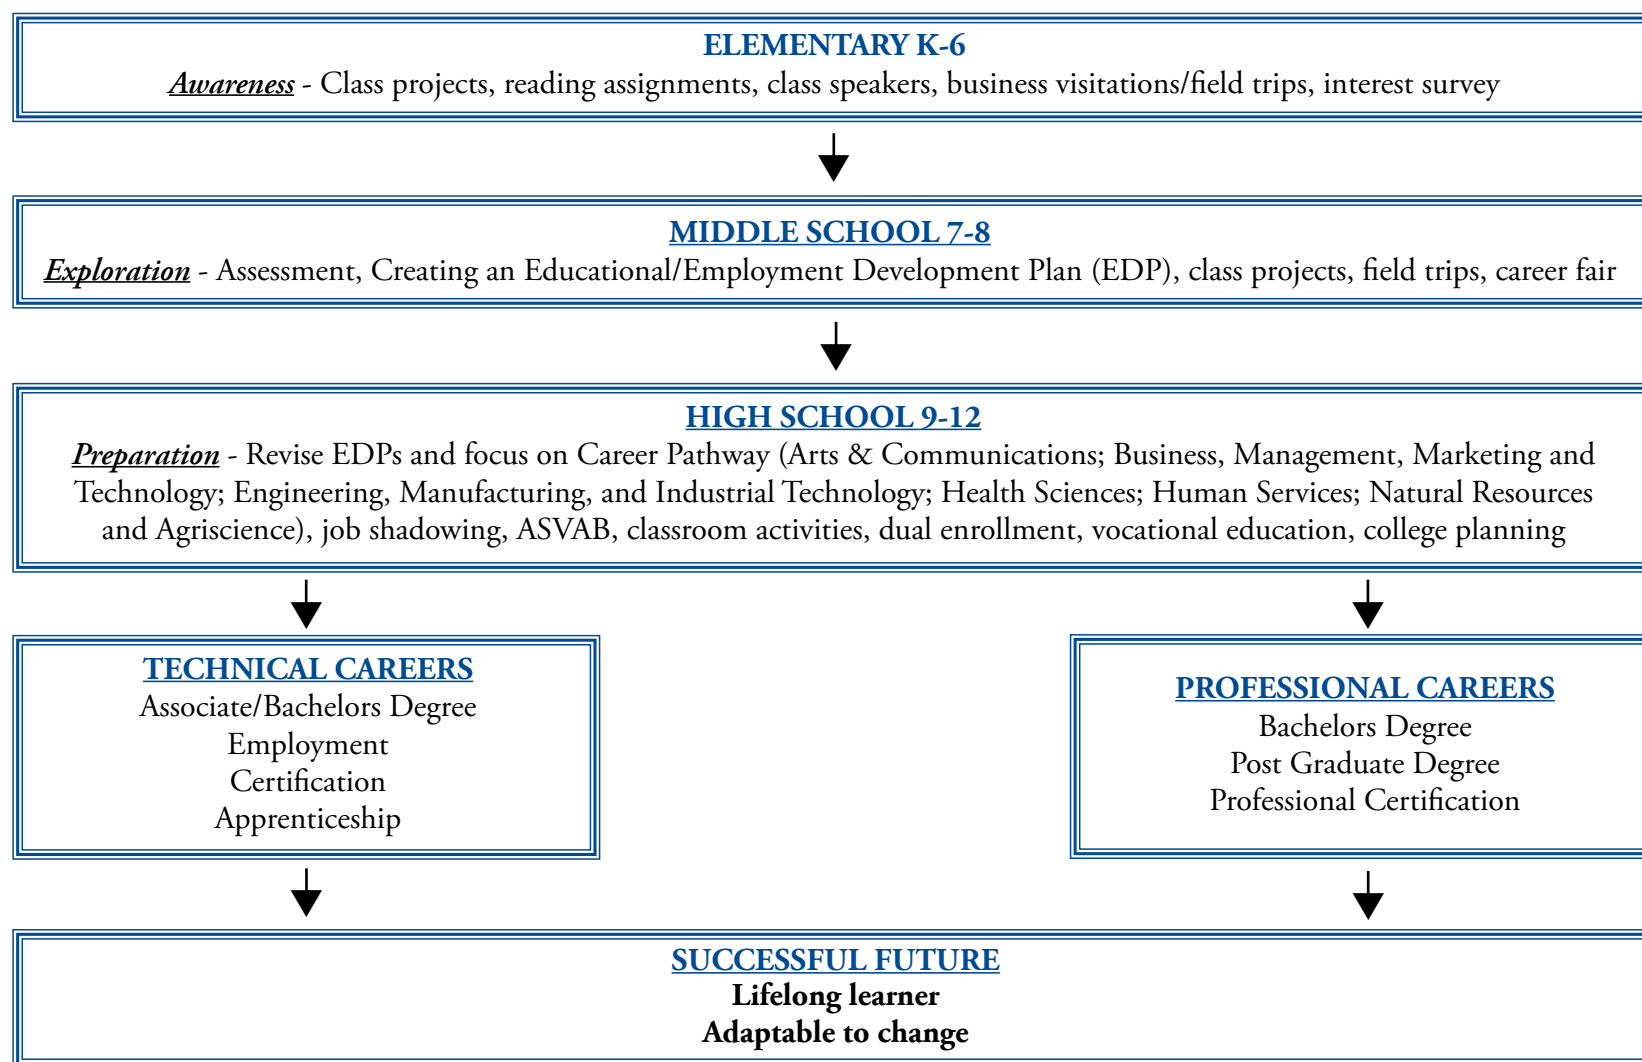 ELEMENTARY K-6
Awareness - Class projects, reading assignments, class speakers, business visitations/field trips, interest survey
MIDDLE SCHOOL 7-8
Exploration - Assessment, Creating an Educational/Employment Development Plan (EDP), class projects, field trips, career fair
HIGH SCHOOL 9-12
Preparation - Revise EDPs and focus on Career Pathway (Arts & Communications; Business, Management, Marketing and
Technology; Engineering, Manufacturing, and Industrial Technology; Health Sciences; Human Services; Natural Resources
and Agriscience), job shadowing, ASVAB, classroom activities, dual enrollment, vocational education, college planning
TECHNICAL CAREERS
Associate/Bachelors Degree
Employment
Certification
Apprenticeship
PROFESSIONAL CAREERS
Bachelors Degree
Post Graduate Degree
Professional Certification
SUCCESSFUL FUTURE
Lifelong learner
Adaptable to change